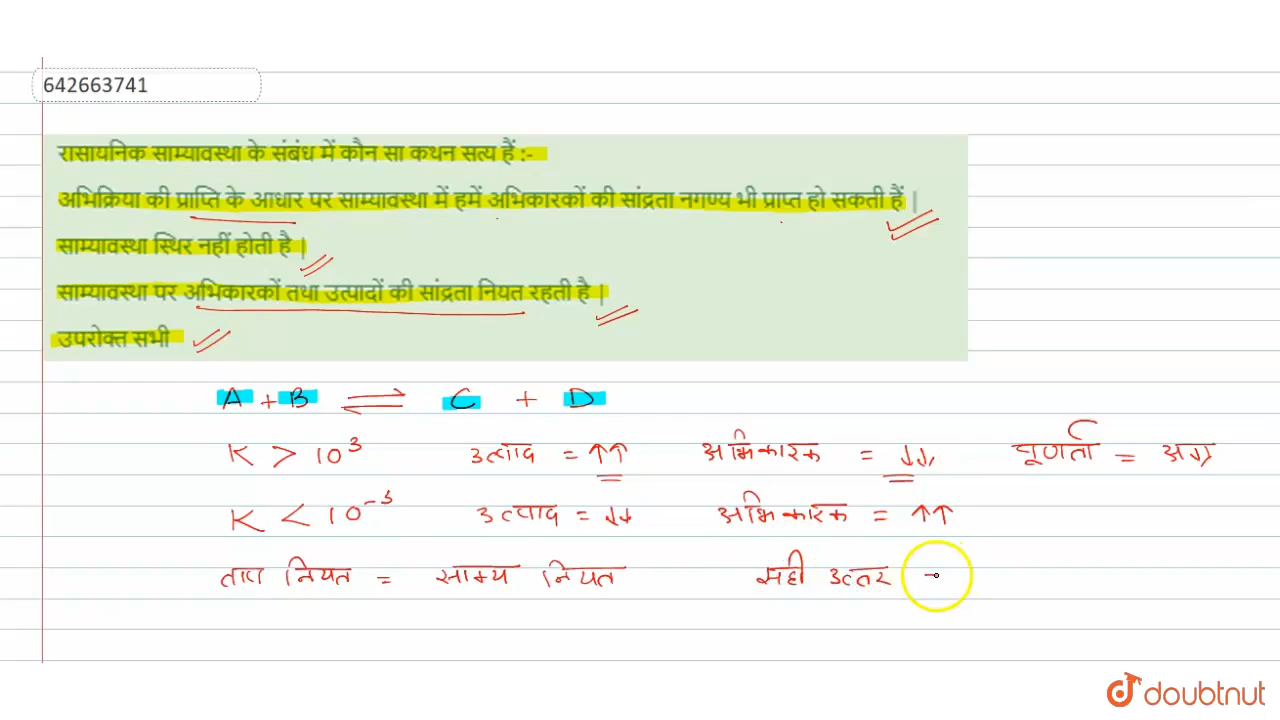 642663741
रासायनिक साम्यावस्था के संबंध में कौन सा कथन सत्य हैं :-
अभिक्रिया की प्राप्ति के आधार पर साम्यावस्था में हमें अभिकारकों की सांद्रता नगण्य भी प्राप्त हो सकती हैं |
साम्यावस्था स्थिर नहीं होती है |
साम्यावस्था पर अभिकारकों तथा उत्पादों की सांद्रता नियत रहती है |
उपरोक्त सभी
A + B ⇌ C + D
K > 10³ उत्पाद = ↑↑ अभिकारक = ↓↓, पूर्णता = अग्र
K < 10⁻³ उत्पाद = ↓↓ अभिकारक = ↑↑
ताप नियत = साम्य नियत सही उत्तर -
doubtnut